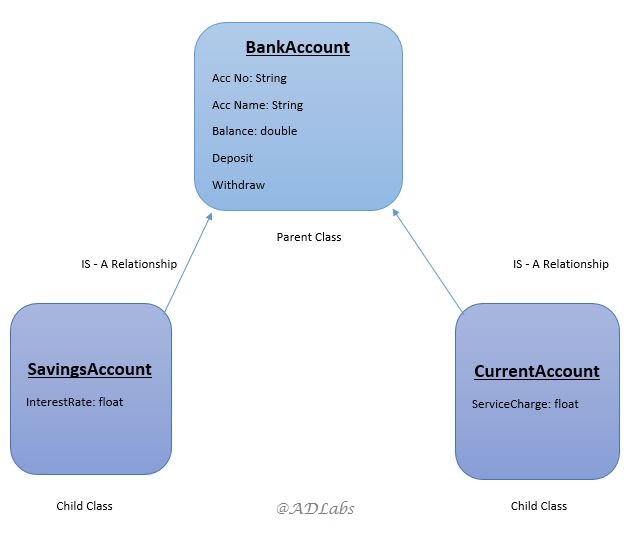 BankAccount
Acc No: String
Acc Name: String
Balance: double
Deposit
Withdraw
Parent Class
IS - A Relationship
IS - A Relationship
SavingsAccount
InterestRate: float
CurrentAccount
ServiceCharge: float
Child Class
@ADLabs
Child Class